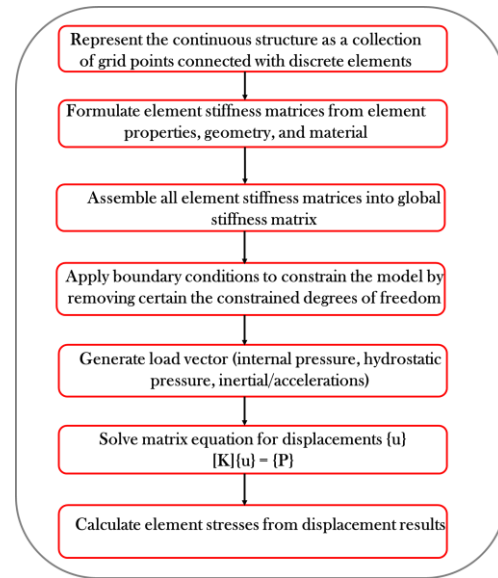 Represent the continuous structure as a collection
of grid points connected with discrete elements
Formulate element stiffness matrices from element
properties, geometry, and material
Assemble all element stiffness matrices into global
stiffness matrix
Apply boundary conditions to constrain the model by
removing certain the constrained degrees of freedom
Generate load vector (internal pressure, hydrostatic
pressure, inertial/accelerations)
Solve matrix equation for displacements {u}
[K]{u} = {P}
Calculate element stresses from displacement results